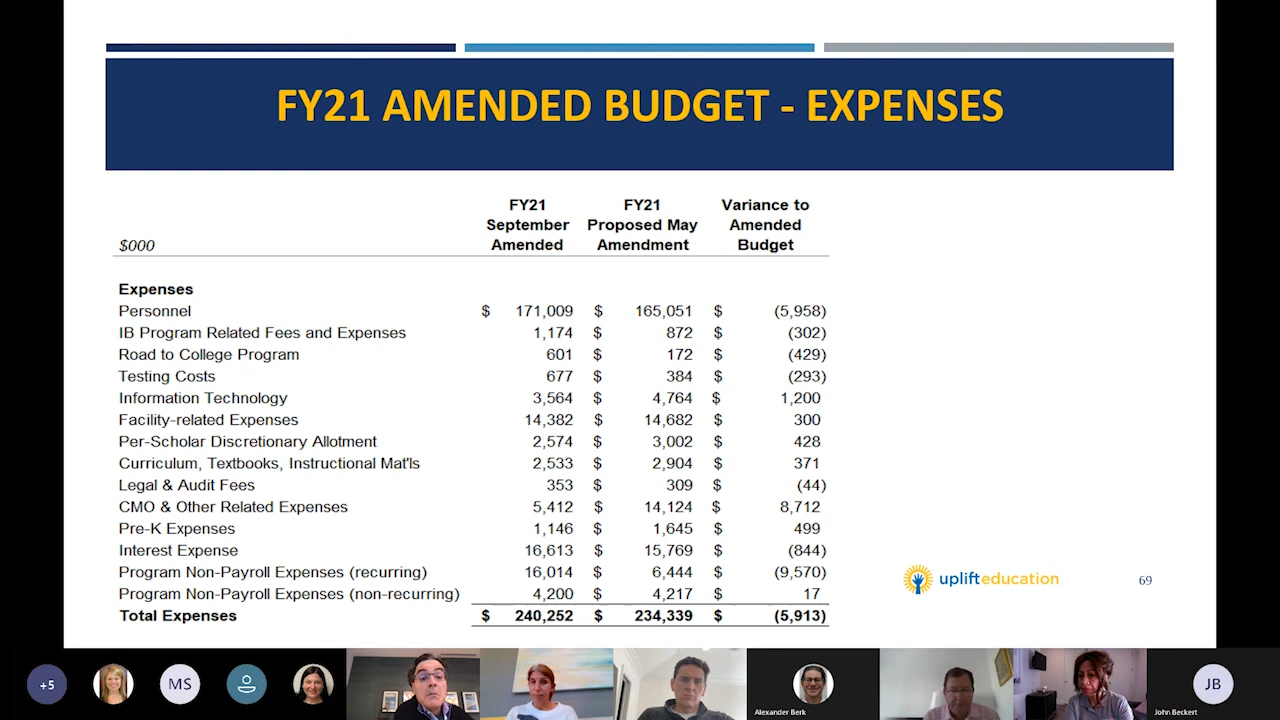 FY21 AMENDED BUDGET - EXPENSES
FY21 FY21 Variance to
September Proposed May Amended
$000 Amended Amendment Budget
Expenses
Personnel $ 171,009 $ 165,051 $ (5,958)
IB Program Related Fees and Expenses 1,174 $ 872 $ (302)
Road to College Program 601 $ 172 $ (429)
Testing Costs 677 $ 384 $ (293)
Information Technology 3,564 $ 4,764 $ 1,200
Facility-related Expenses 14,382 $ 14,682 $ 300
Per-Scholar Discretionary Allotment 2,574 $ 3,002 $ 428
Curriculum, Textbooks, Instructional Mat'ls 2,533 $ 2,904 $ 371
Legal & Audit Fees 353 $ 309 $ (44)
CMO & Other Related Expenses 5,412 $ 14,124 $ 8,712
Pre-K Expenses 1,146 $ 1,645 $ 499
Interest Expense 16,613 $ 15,769 $ (844)
Program Non-Payroll Expenses (recurring) 16,014 $ 6,444 $ (9,570)
Program Non-Payroll Expenses (non-recurring) 4,200 $ 4,217 $ 17
Total Expenses $ 240,252 $ 234,339 $ (5,913)
uplifteducation 69
+5 MS JB
Alexander Berk John Beckert